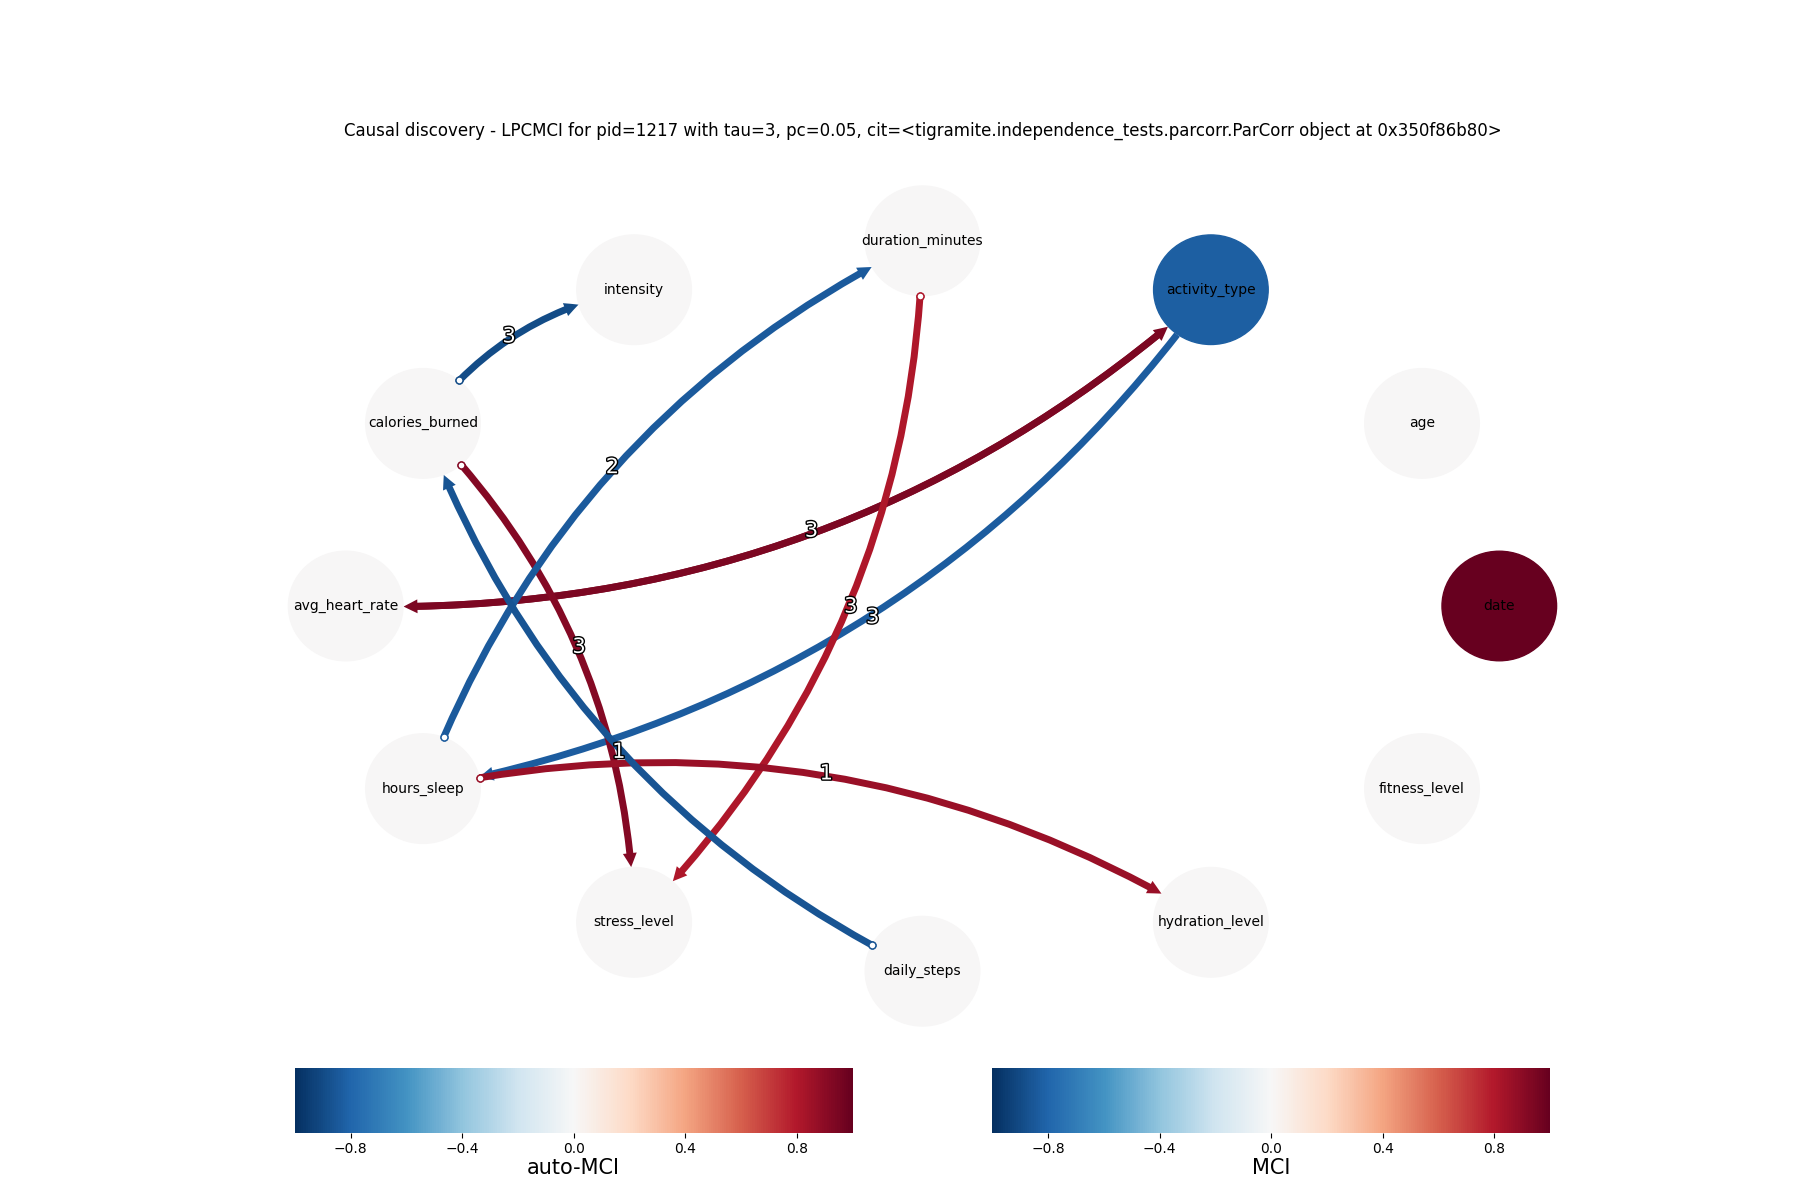 Causal discovery - LPCMCI for pid=1217 with tau=3, pc=0.05, cit=<tigramite.independence_tests.parcorr.ParCorr object at 0x350f86b80>
duration_minutes
intensity
activity_type
3
calories_burned
age
2
3
avg_heart_rate
date
3
3
3
1
1
hours_sleep
fitness_level
stress_level
hydration_level
daily_steps
−0.8 −0.4 0.0 0.4 0.8
auto-MCI
−0.8 −0.4 0.0 0.4 0.8
MCI